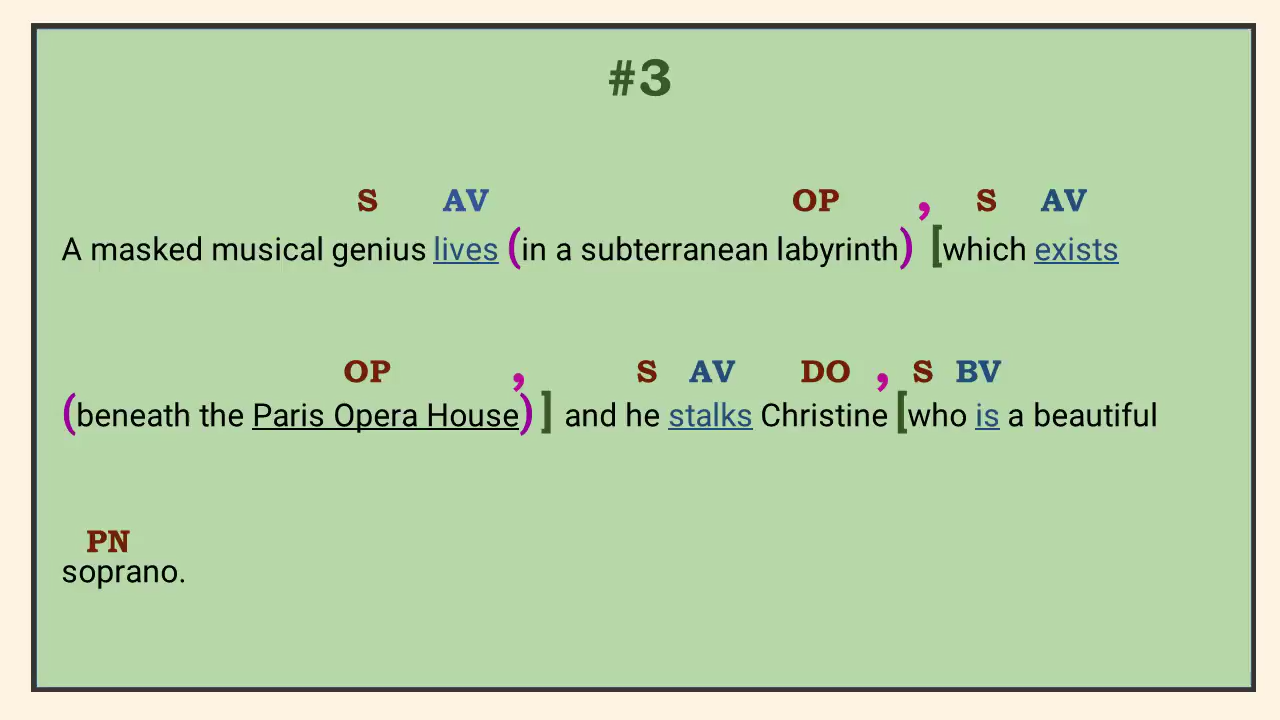 #3
S AV OP , S AV
A masked musical genius lives (in a subterranean labyrinth) [which exists
OP , S AV DO , S BV
(beneath the Paris Opera House)] and he stalks Christine [who is a beautiful
PN
soprano.